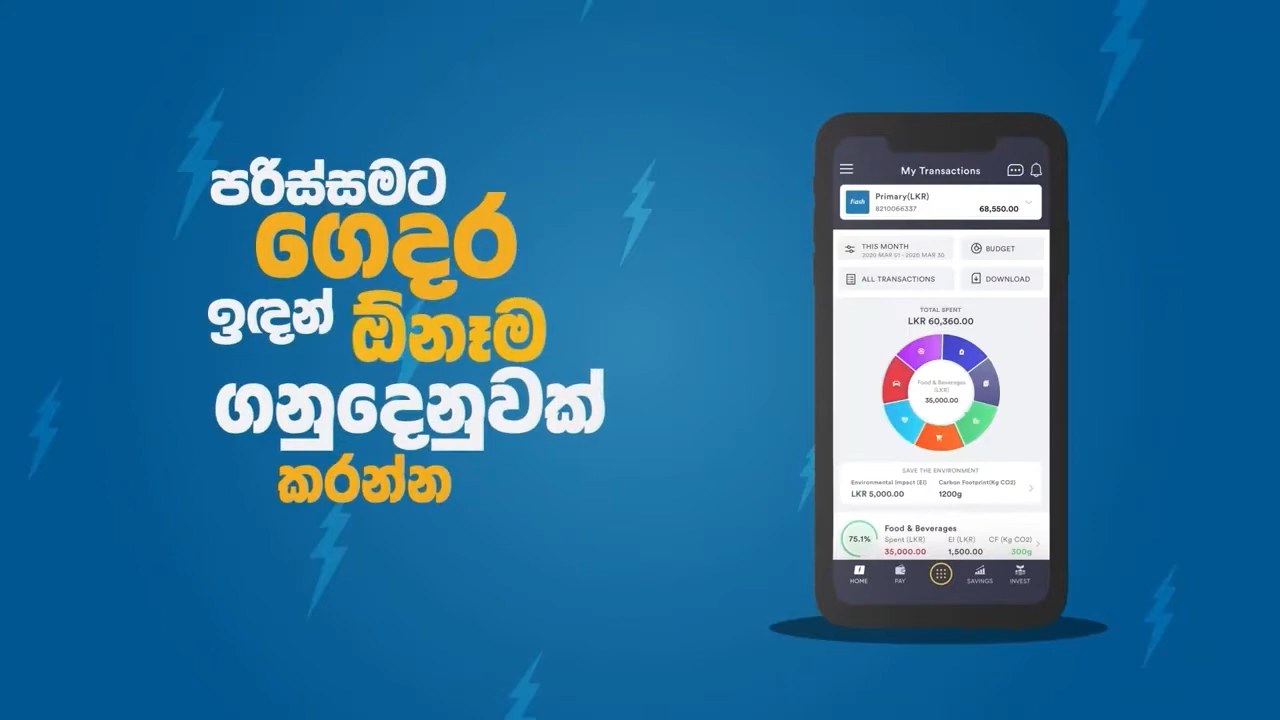 පරිස්සමට
ගෙදර
ඉඳන් ඕනෑම
ගනුදෙනුවක්
කරන්න
My Transactions
Flash
Primary(LKR)
8210066337
68,550.00
THIS MONTH
2020 MAR 01 - 2020 MAR 30
BUDGET
ALL TRANSACTIONS
DOWNLOAD
TOTAL SPENT
LKR 60,360.00
Food & Beverages
(LKR)
35,000.00
SAVE THE ENVIRONMENT
Environmental Impact (EI) Carbon Footprint(Kg CO2)
LKR 5,000.00 1200g
75.1%
Food & Beverages
Spent (LKR) EI (LKR) CF (Kg CO2)
35,000.00 1,500.00 300g
HOME PAY SAVINGS INVEST